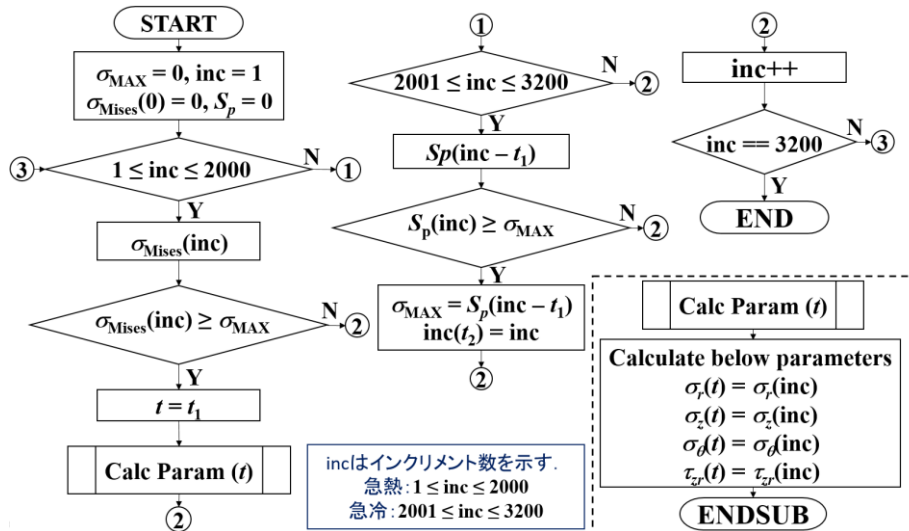 START
σMAX = 0, inc = 1
σMises(0) = 0, Sp = 0
③
1 ≤ inc ≤ 2000
N
①
Y
σMises(inc)
σMises(inc) ≥ σMAX
N
②
Y
t = t1
Calc Param (t)
②
①
2001 ≤ inc ≤ 3200
N
②
Y
Sp(inc – t1)
Sp(inc) ≥ σMAX
N
②
Y
σMAX = Sp(inc – t1)
inc(t2) = inc
②
incはインクリメント数を示す.
急熱：1 ≤ inc ≤ 2000
急冷：2001 ≤ inc ≤ 3200
②
inc++
inc == 3200
N
③
Y
END
Calc Param (t)
Calculate below parameters
σr(t) = σr(inc)
σz(t) = σz(inc)
σθ(t) = σθ(inc)
τzr(t) = τzr(inc)
ENDSUB